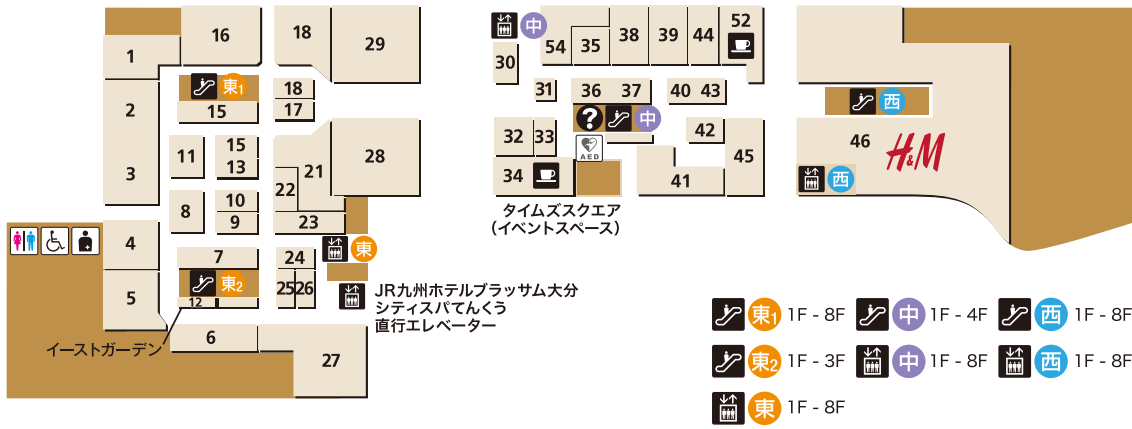 16
18
29
54
35
38
39
44
52
中
1
30
2
東1
15
18
17
31
36
37
40
43
西
?
中
11
15
13
21
28
32
33
AED
42
45
46
H&M
3
22
34
41
西
8
10
9
23
タイムズスクエア
(イベントスペース)
4
7
24
東
5
東2
12
25
26
JR九州ホテルブラッサム大分
シティスパてんくう
直行エレベーター
イーストガーデン
6
27
東1 1F - 8F
中 1F - 4F
西 1F - 8F
東2 1F - 3F
中 1F - 8F
西 1F - 8F
東 1F - 8F